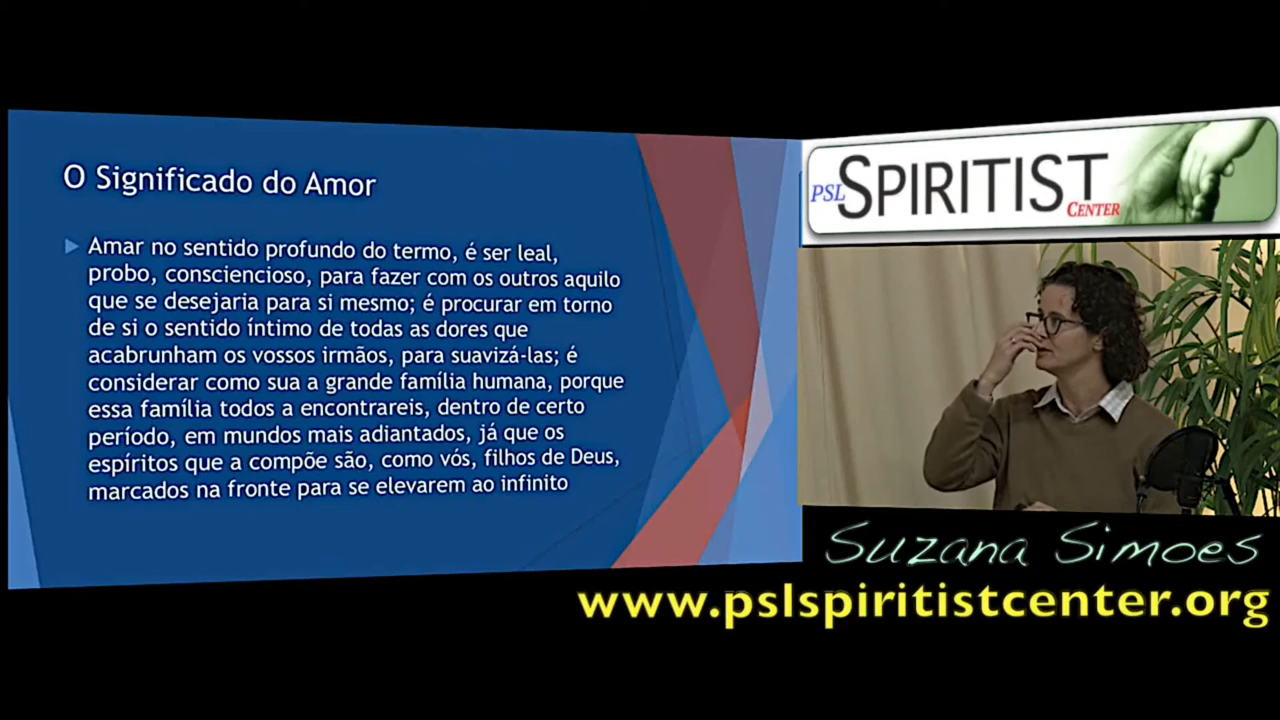 O Significado do Amor
Amar no sentido profundo do termo, é ser leal,
probo, consciencioso, para fazer com os outros aquilo
que se desejaria para si mesmo; é procurar em torno
de si o sentido íntimo de todas as dores que
acabrunham os vossos irmãos, para suavizá-las; é
considerar como sua a grande família humana, porque
essa família todos a encontrareis, dentro de certo
período, em mundos mais adiantados, já que os
espíritos que a compõe são, como vós, filhos de Deus,
marcados na fronte para se elevarem ao infinito
PSL SPIRITIST
CENTER
Suzana Simoes
www.pslspiritistcenter.org